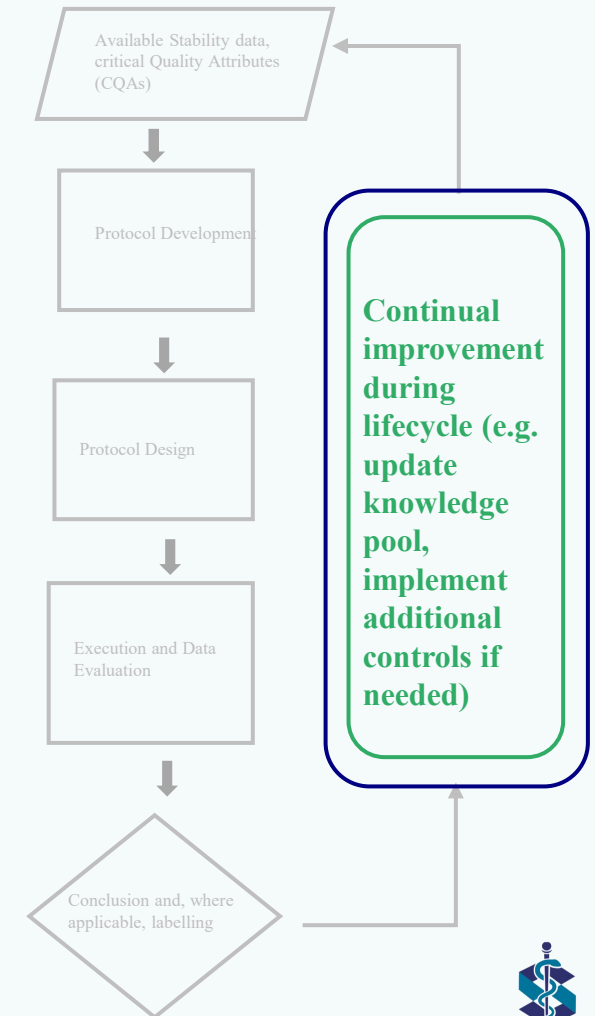 Available Stability data,
critical Quality Attributes
(CQAs)
Protocol Development
Protocol Design
Execution and Data
Evaluation
Conclusion and, where
applicable, labelling
Continual
improvement
during
lifecycle (e.g.
update
knowledge
pool,
implement
additional
controls if
needed)